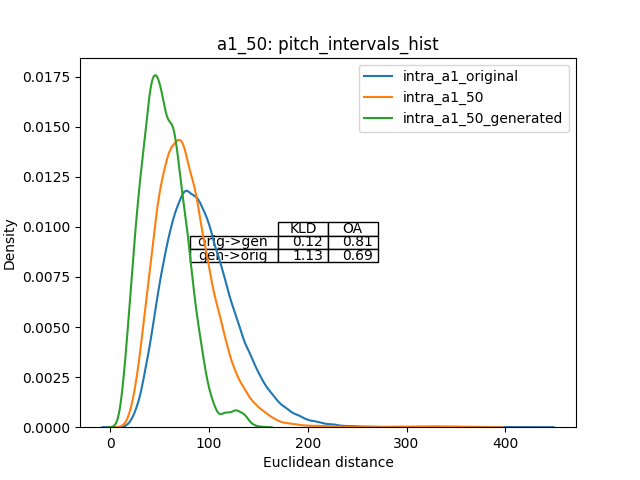 a1_50: pitch_intervals_hist
intra_a1_original
intra_a1_50
intra_a1_50_generated
KLD OA
orig->gen 0.12 0.81
gen->orig 1.13 0.69
Density
0.0175
0.0150
0.0125
0.0100
0.0075
0.0050
0.0025
0.0000
0 100 200 300 400
Euclidean distance